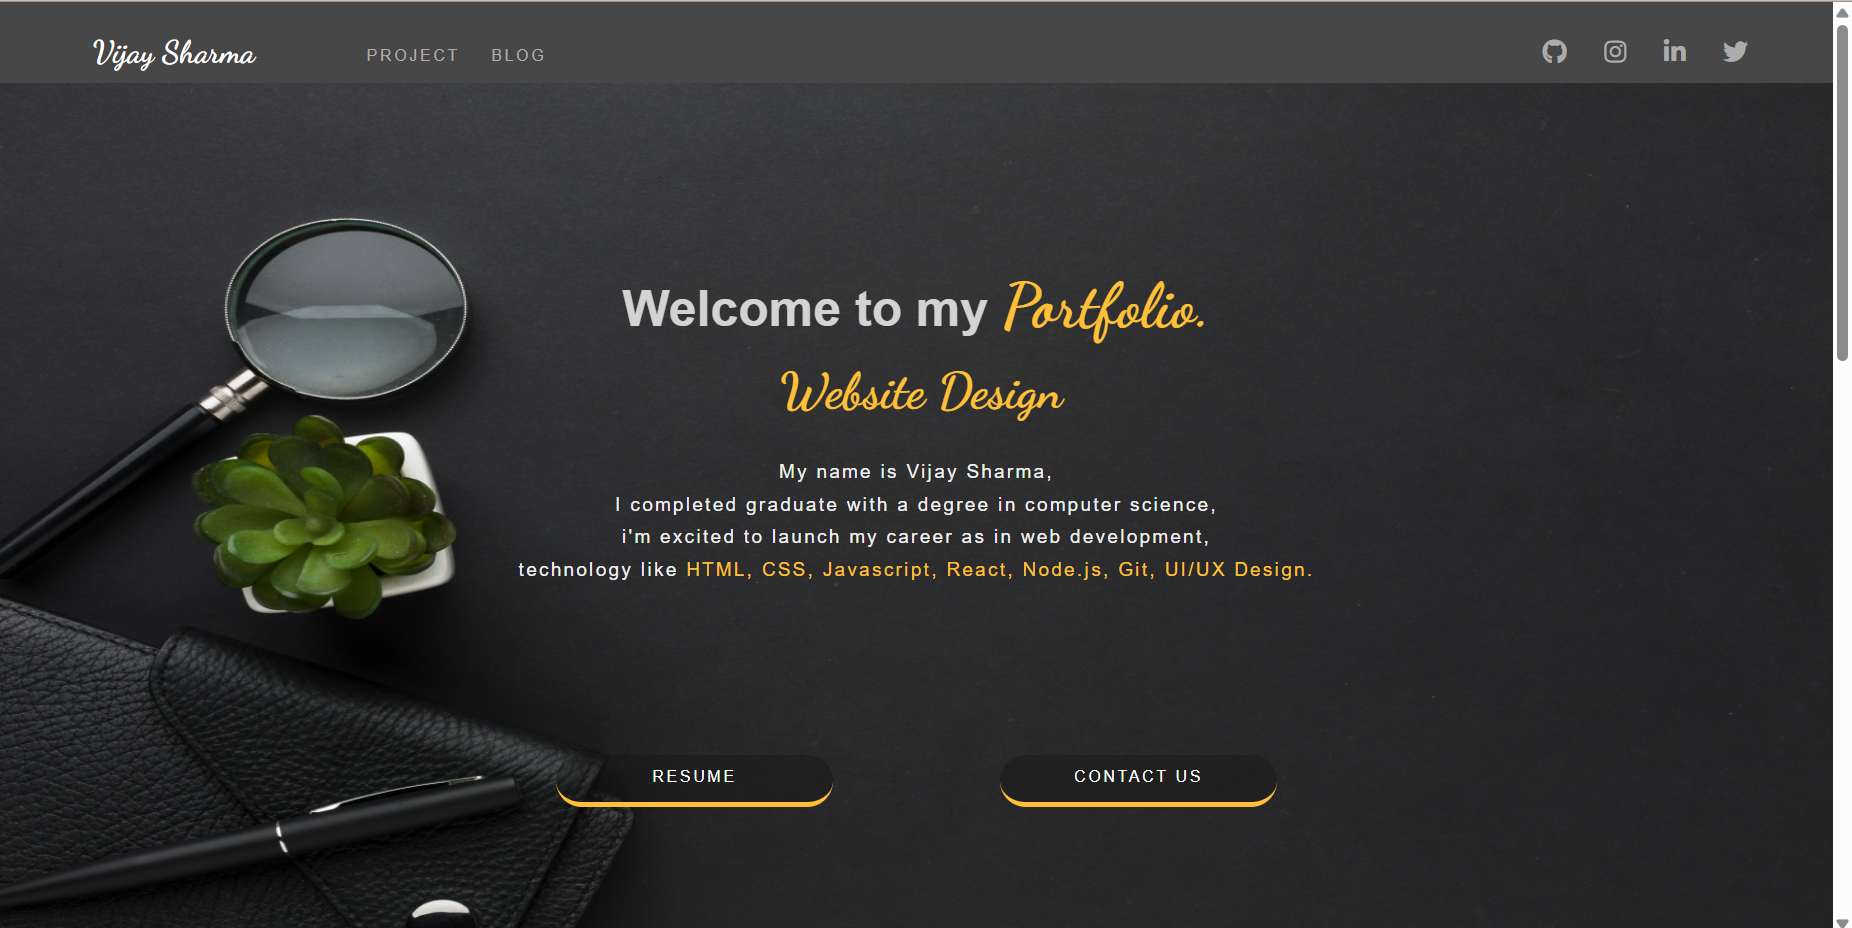 Vijay Sharma
PROJECT
BLOG
Welcome to my Portfolio.
Website Design
My name is Vijay Sharma,
I completed graduate with a degree in computer science,
i'm excited to launch my career as in web development,
technology like HTML, CSS, Javascript, React, Node.js, Git, UI/UX Design.
RESUME
CONTACT US